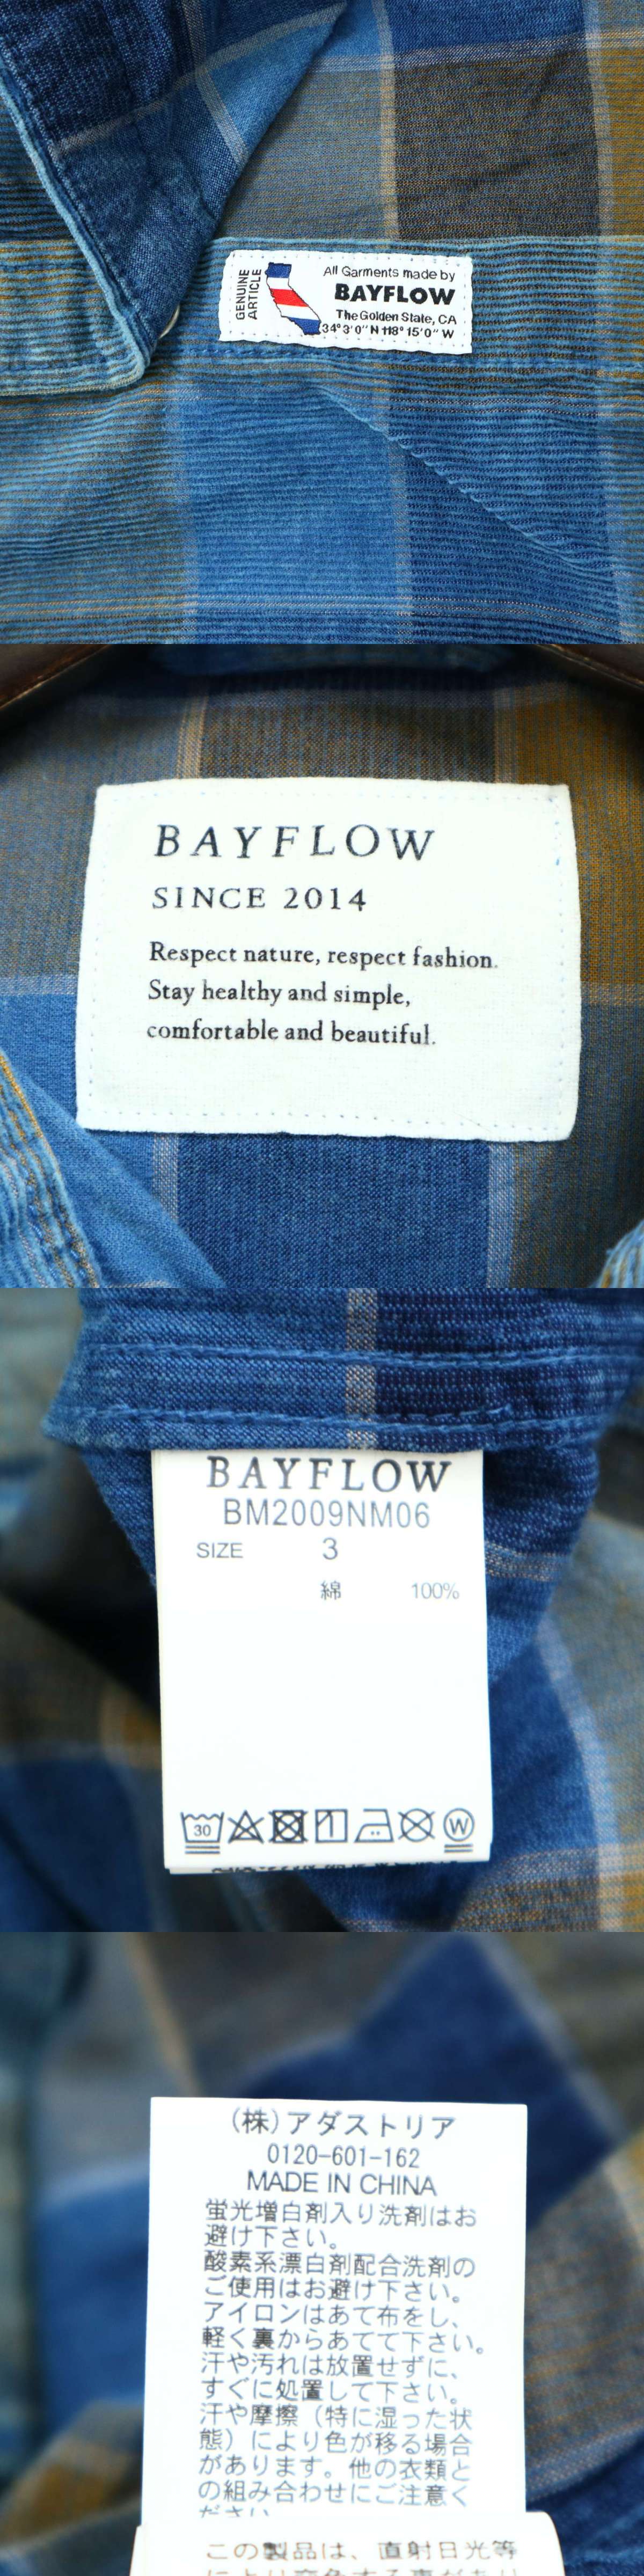 GENUINE
ARTICLE
All Garments made by
BAYFLOW
The Golden State, CA
34° 3' 0" N 118° 15' 0" W
BAYFLOW
SINCE 2014
Respect nature, respect fashion.
Stay healthy and simple,
comfortable and beautiful.
BAYFLOW
BM2009NM06
SIZE 3
綿 100%
30
W
(株)アダストリア
0120-601-162
MADE IN CHINA
蛍光増白剤入り洗剤はお
避け下さい。
酸素系漂白剤配合洗剤の
ご使用はお避け下さい。
アイロンはあて布をし、
軽く裏からあてて下さい。
汗や汚れは放置せずに、
すぐに処置して下さい。
汗や摩擦（特に湿った状
態）により色が移る場合
があります。他の衣類と
の組み合わせにご注意く
ださい
この製品は、直射日光等